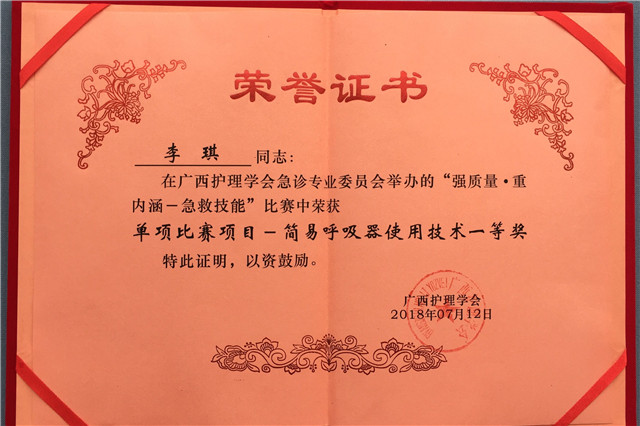 荣誉证书
李 琪 同志：
在广西护理学会急诊专业委员会举办的“强质量·重
内涵－急救技能”比赛中荣获
单项比赛项目－简易呼吸器使用技术一等奖
特此证明，以资鼓励。
广西护理学会
2018年07月12日